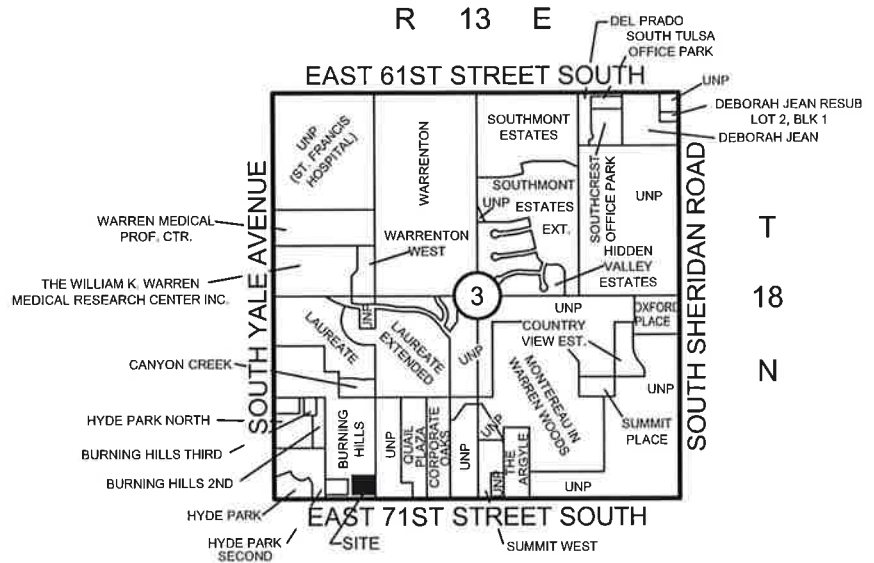 R 13 E
DEL PRADO
SOUTH TULSA
OFFICE PARK
EAST 61ST STREET SOUTH
UNP
DEBORAH JEAN RESUB
LOT 2, BLK 1
DEBORAH JEAN
UNP
(ST. FRANCIS
HOSPITAL)
WARRENTON
SOUTHMONT
ESTATES
SOUTHCREST
OFFICE PARK
UNP
SOUTHMONT
ESTATES
EXT.
UNP
SOUTH YALE AVENUE
SOUTH SHERIDAN ROAD
T
18
N
WARREN MEDICAL
PROF. CTR.
WARRENTON
WEST
HIDDEN
VALLEY
ESTATES
THE WILLIAM K. WARREN
MEDICAL RESEARCH CENTER INC.
3
UNP
OXFORD
PLACE
UNP
LAUREATE
LAUREATE
EXTENDED
UNP
COUNTRY
VIEW EST.
CANYON CREEK
UNP
MONTEREAU IN
WARREN WOODS
SUMMIT
PLACE
HYDE PARK NORTH
BURNING HILLS THIRD
BURNING HILLS 2ND
BURNING
HILLS
UNP
QUAIL
PLAZA
CORPORATE
OAKS
UNP
UNP
UNP
THE
ARGYLE
UNP
HYDE PARK
EAST 71ST STREET SOUTH
HYDE PARK
SECOND
SITE
SUMMIT WEST